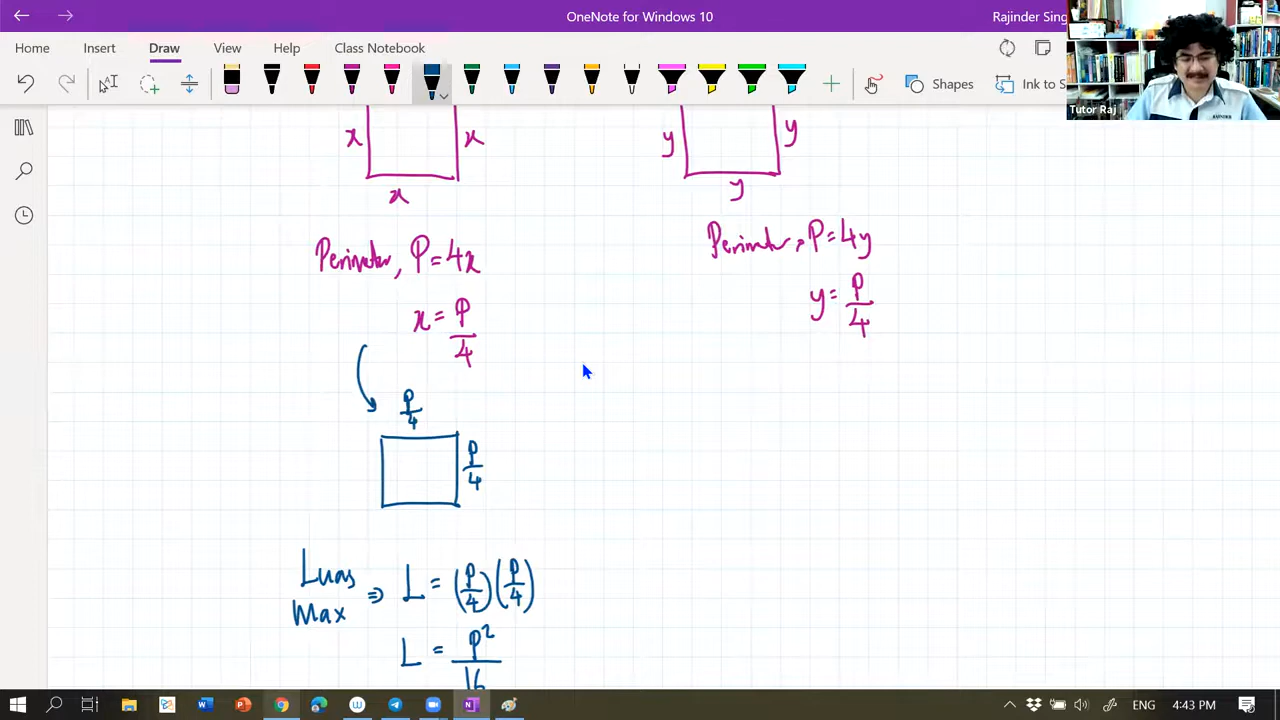 OneNote for Windows 10
Rajinder Sing
Home Insert Draw View Help Class Notebook
Shapes
Ink to S
Tutor Raj
x x
x
y y
y
Perimeter, P=4x
x = P/4
Perimeter, P=4y
y = P/4
P/4
P/4
Luas Max ⇒ L = (P/4)(P/4)
L = P²/16
ENG 4:43 PM